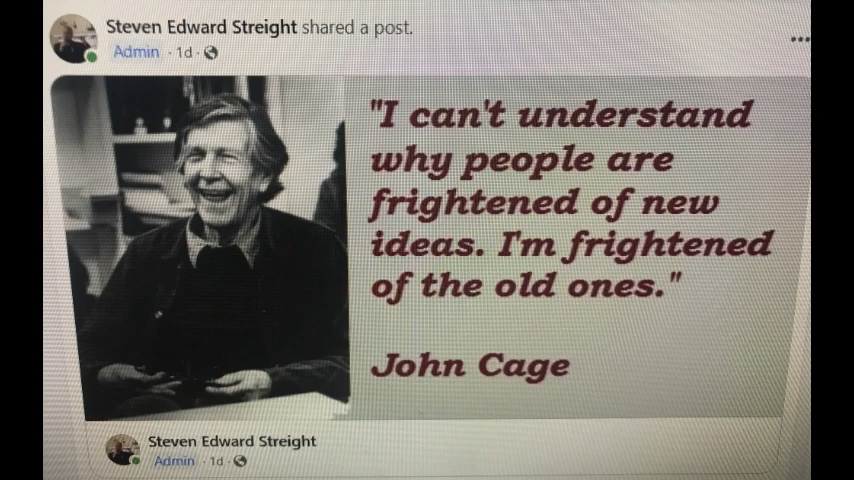 Steven Edward Streight shared a post.
Admin · 1d ·
"I can't understand
why people are
frightened of new
ideas. I'm frightened
of the old ones."
John Cage
Steven Edward Streight
Admin · 1d ·